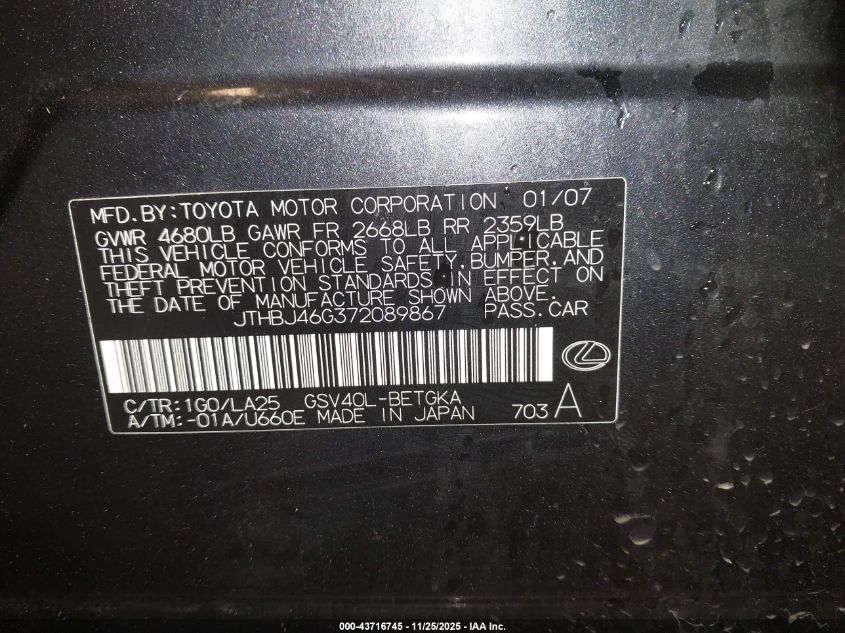 MFD.BY:TOYOTA MOTOR CORPORATION 01/07
GVWR 4680LB GAWR FR 2668LB RR 2359LB
THIS VEHICLE CONFORMS TO ALL APPLICABLE
FEDERAL MOTOR VEHICLE SAFETY, BUMPER, AND
THEFT PREVENTION STANDARDS IN EFFECT ON
THE DATE OF MANUFACTURE SHOWN ABOVE.
JTHBJ46G372089867 PASS.CAR
C/TR:1G0/LA25 GSV40L-BETGKA
A/TM:-01A/U660E MADE IN JAPAN 703 A
000-43716745 - 11/25/2025 - IAA Inc.